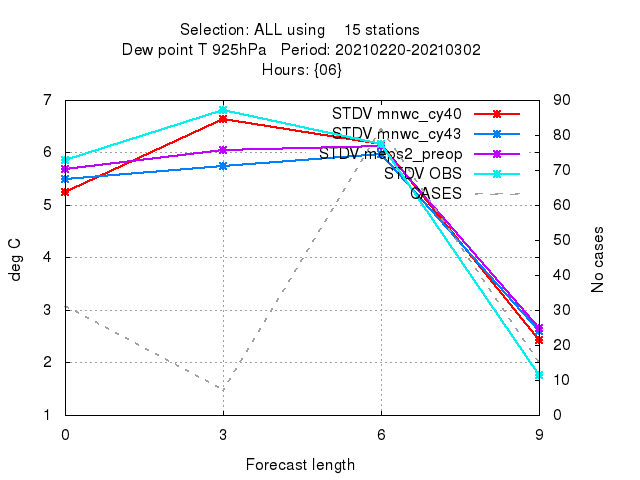 Selection: ALL using 15 stations
Dew point T 925hPa Period: 20210220-20210302
Hours: {06}
STDV mnwc_cy40
STDV mnwc_cy43
STDV meps2_preop
STDV OBS
CASES
7
6
5
4
3
2
1
deg C
90
80
70
60
50
40
30
20
10
0
No cases
0 3 6 9
Forecast length